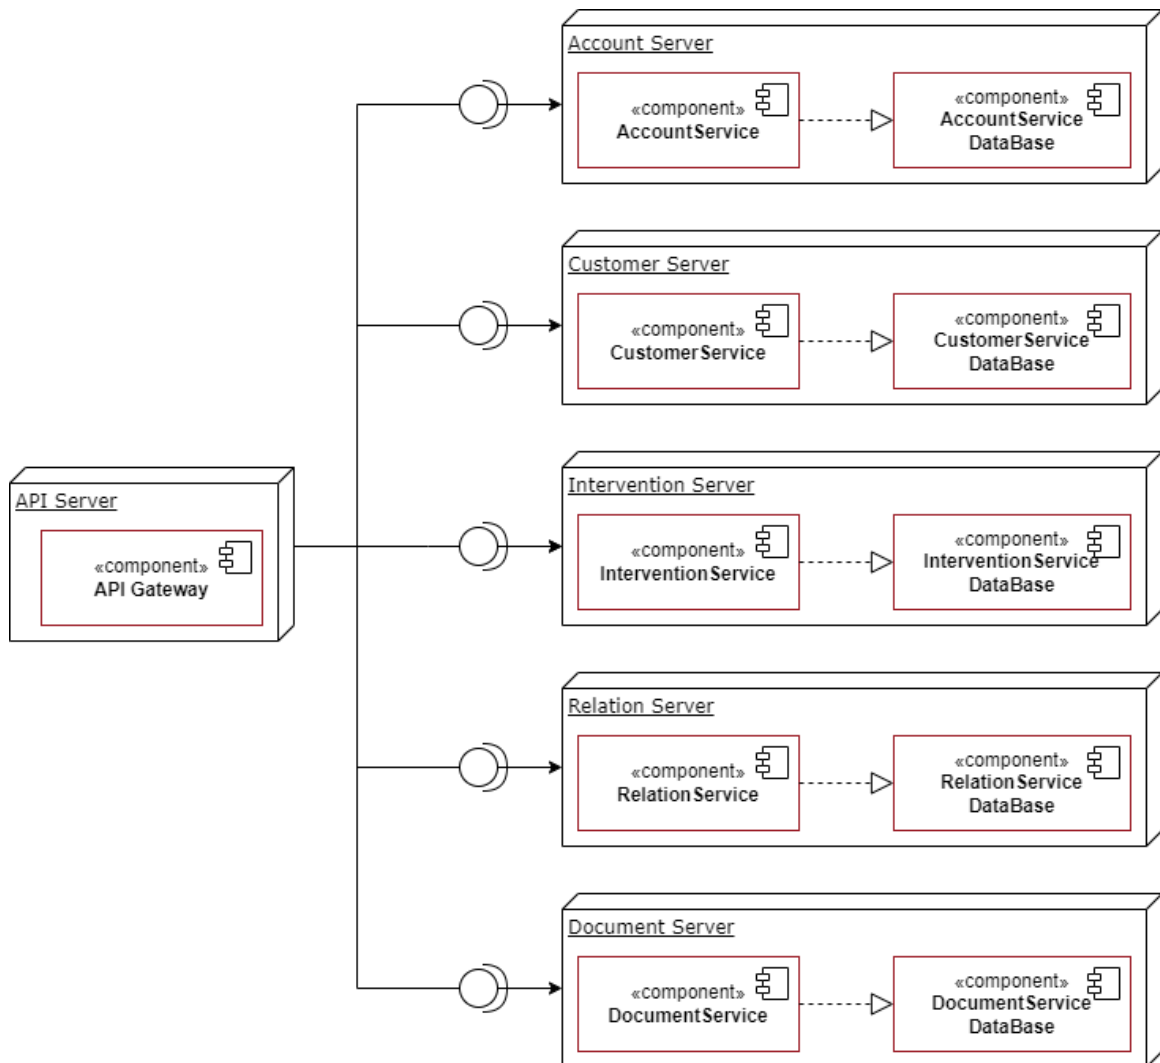 Account Server
«component»
AccountService
«component»
AccountService
DataBase
Customer Server
«component»
CustomerService
«component»
CustomerService
DataBase
Intervention Server
«component»
InterventionService
«component»
InterventionService
DataBase
API Server
«component»
API Gateway
Relation Server
«component»
RelationService
«component»
RelationService
DataBase
Document Server
«component»
DocumentService
«component»
DocumentService
DataBase